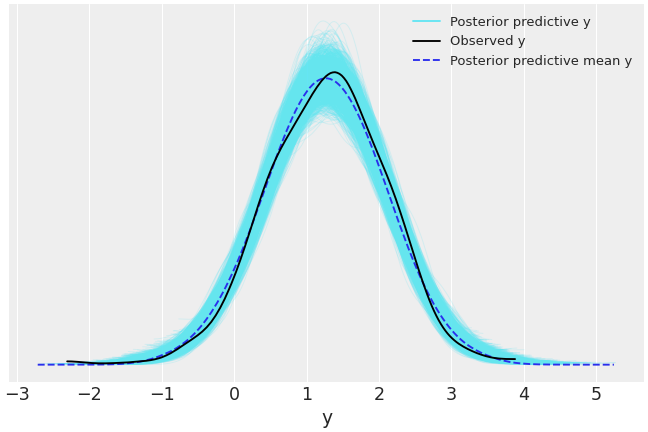 Posterior predictive y
Observed y
Posterior predictive mean y
−3 −2 −1 0 1 2 3 4 5
y